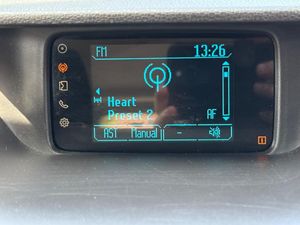 FM 13:26
Heart
Preset 2 AF
AST Manual -